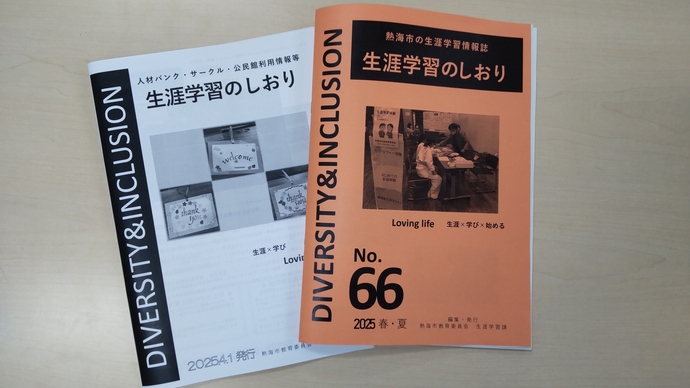 人材バンク・サークル・公民館利用情報等
生涯学習のしおり
DIVERSITY&INCLUSION
welcome
thank you
thank you
生涯×学び
Lovin
2025.4.1 発行
熱海市教育委員会
熱海市の生涯学習情報誌
生涯学習のしおり
DIVERSITY&INCLUSION
Loving life 生涯×学び×始める
No.
66
2025 春・夏
編集・発行
熱海市教育委員会 生涯学習課